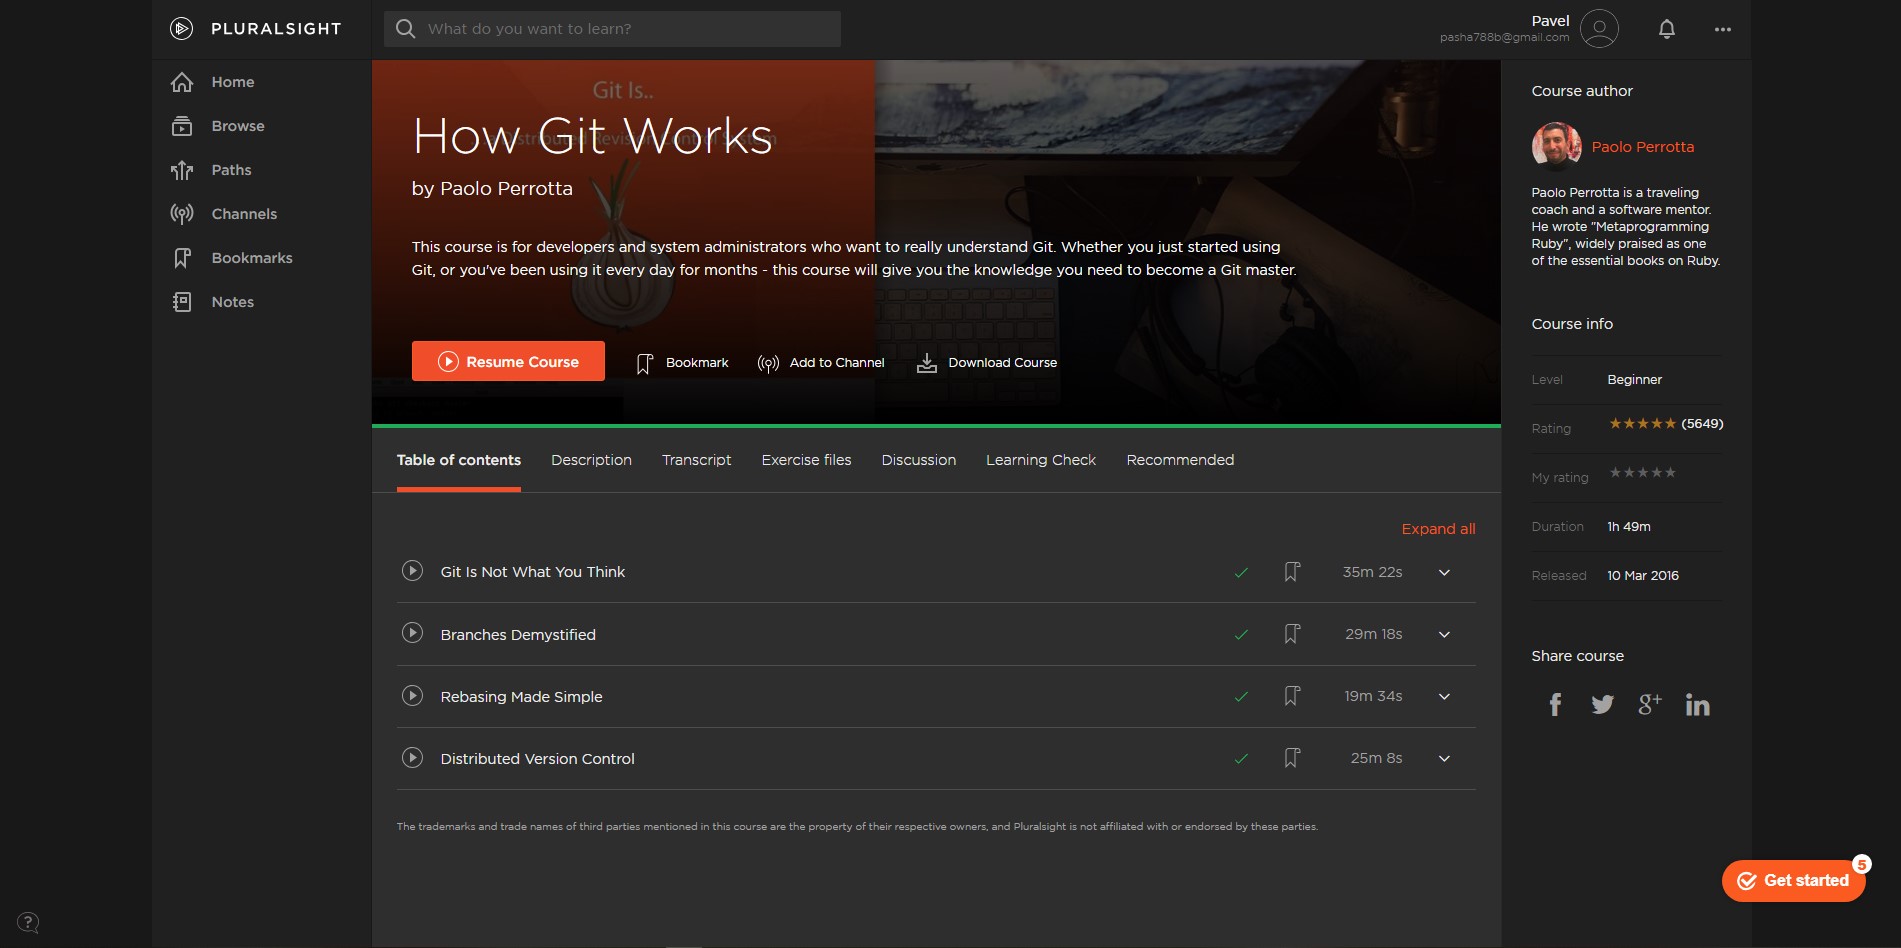 PLURALSIGHT
What do you want to learn?
Pavel
pasha788b@gmail.com
Home
Browse
Paths
Channels
Bookmarks
Notes
Git Is..
a Distributed Revision Control System
How Git Works
by Paolo Perrotta
This course is for developers and system administrators who want to really understand Git. Whether you just started using
Git, or you've been using it every day for months - this course will give you the knowledge you need to become a Git master.
Resume Course
Bookmark
Add to Channel
Download Course
Table of contents
Description
Transcript
Exercise files
Discussion
Learning Check
Recommended
Expand all
Git Is Not What You Think
35m 22s
Branches Demystified
29m 18s
Rebasing Made Simple
19m 34s
Distributed Version Control
25m 8s
The trademarks and trade names of third parties mentioned in this course are the property of their respective owners, and Pluralsight is not affiliated with or endorsed by these parties.
Course author
Paolo Perrotta
Paolo Perrotta is a traveling
coach and a software mentor.
He wrote "Metaprogramming
Ruby", widely praised as one
of the essential books on Ruby.
Course info
Level Beginner
Rating ★★★★★ (5649)
My rating ★★★★★
Duration 1h 49m
Released 10 Mar 2016
Share course
f
g+
in
5
Get started
?